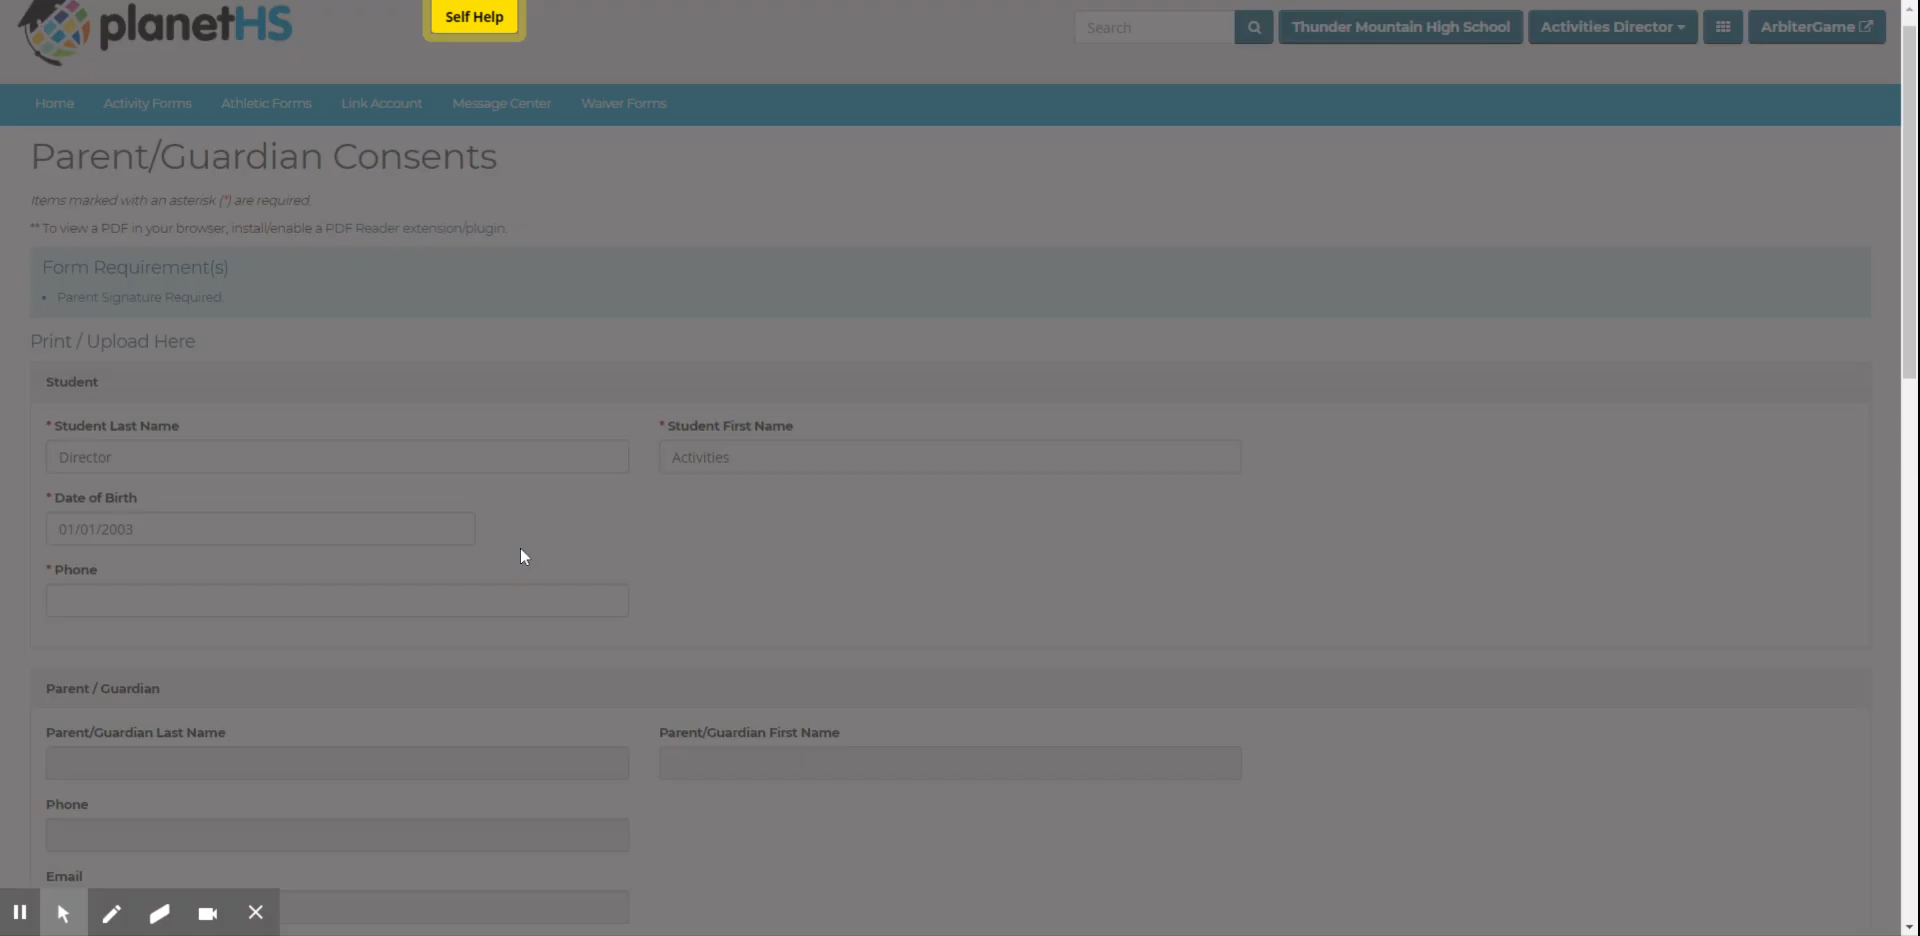 planetHS
Self Help
Search
Thunder Mountain High School
Activities Director
ArbiterGame
Home
Activity Forms
Athletic Forms
Link Account
Message Center
Waiver Forms
Parent/Guardian Consents
Items marked with an asterisk (*) are required.
** To view a PDF in your browser, install/enable a PDF Reader extension/plugin.
Form Requirement(s)
• Parent Signature Required.
Print / Upload Here
Student
* Student Last Name
* Student First Name
Director
Activities
* Date of Birth
01/01/2003
* Phone
Parent / Guardian
Parent/Guardian Last Name
Parent/Guardian First Name
Phone
Email